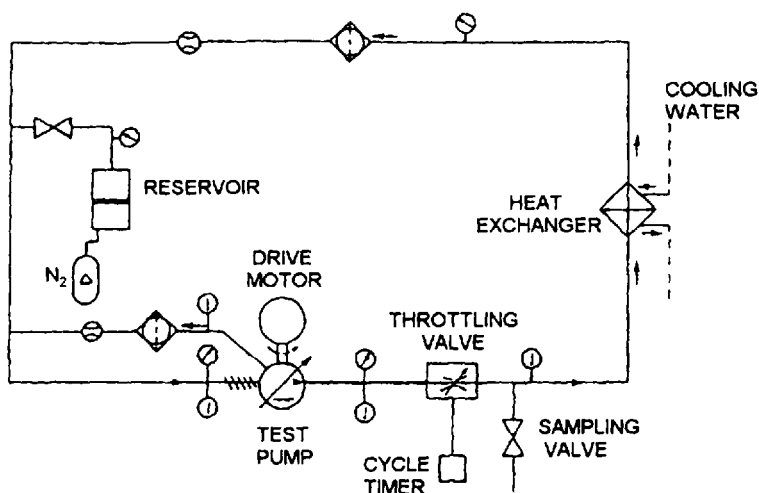 COOLING
WATER
RESERVOIR
HEAT
EXCHANGER
N2
DRIVE
MOTOR
THROTTLING
VALVE
TEST
PUMP
SAMPLING
VALVE
CYCLE
TIMER